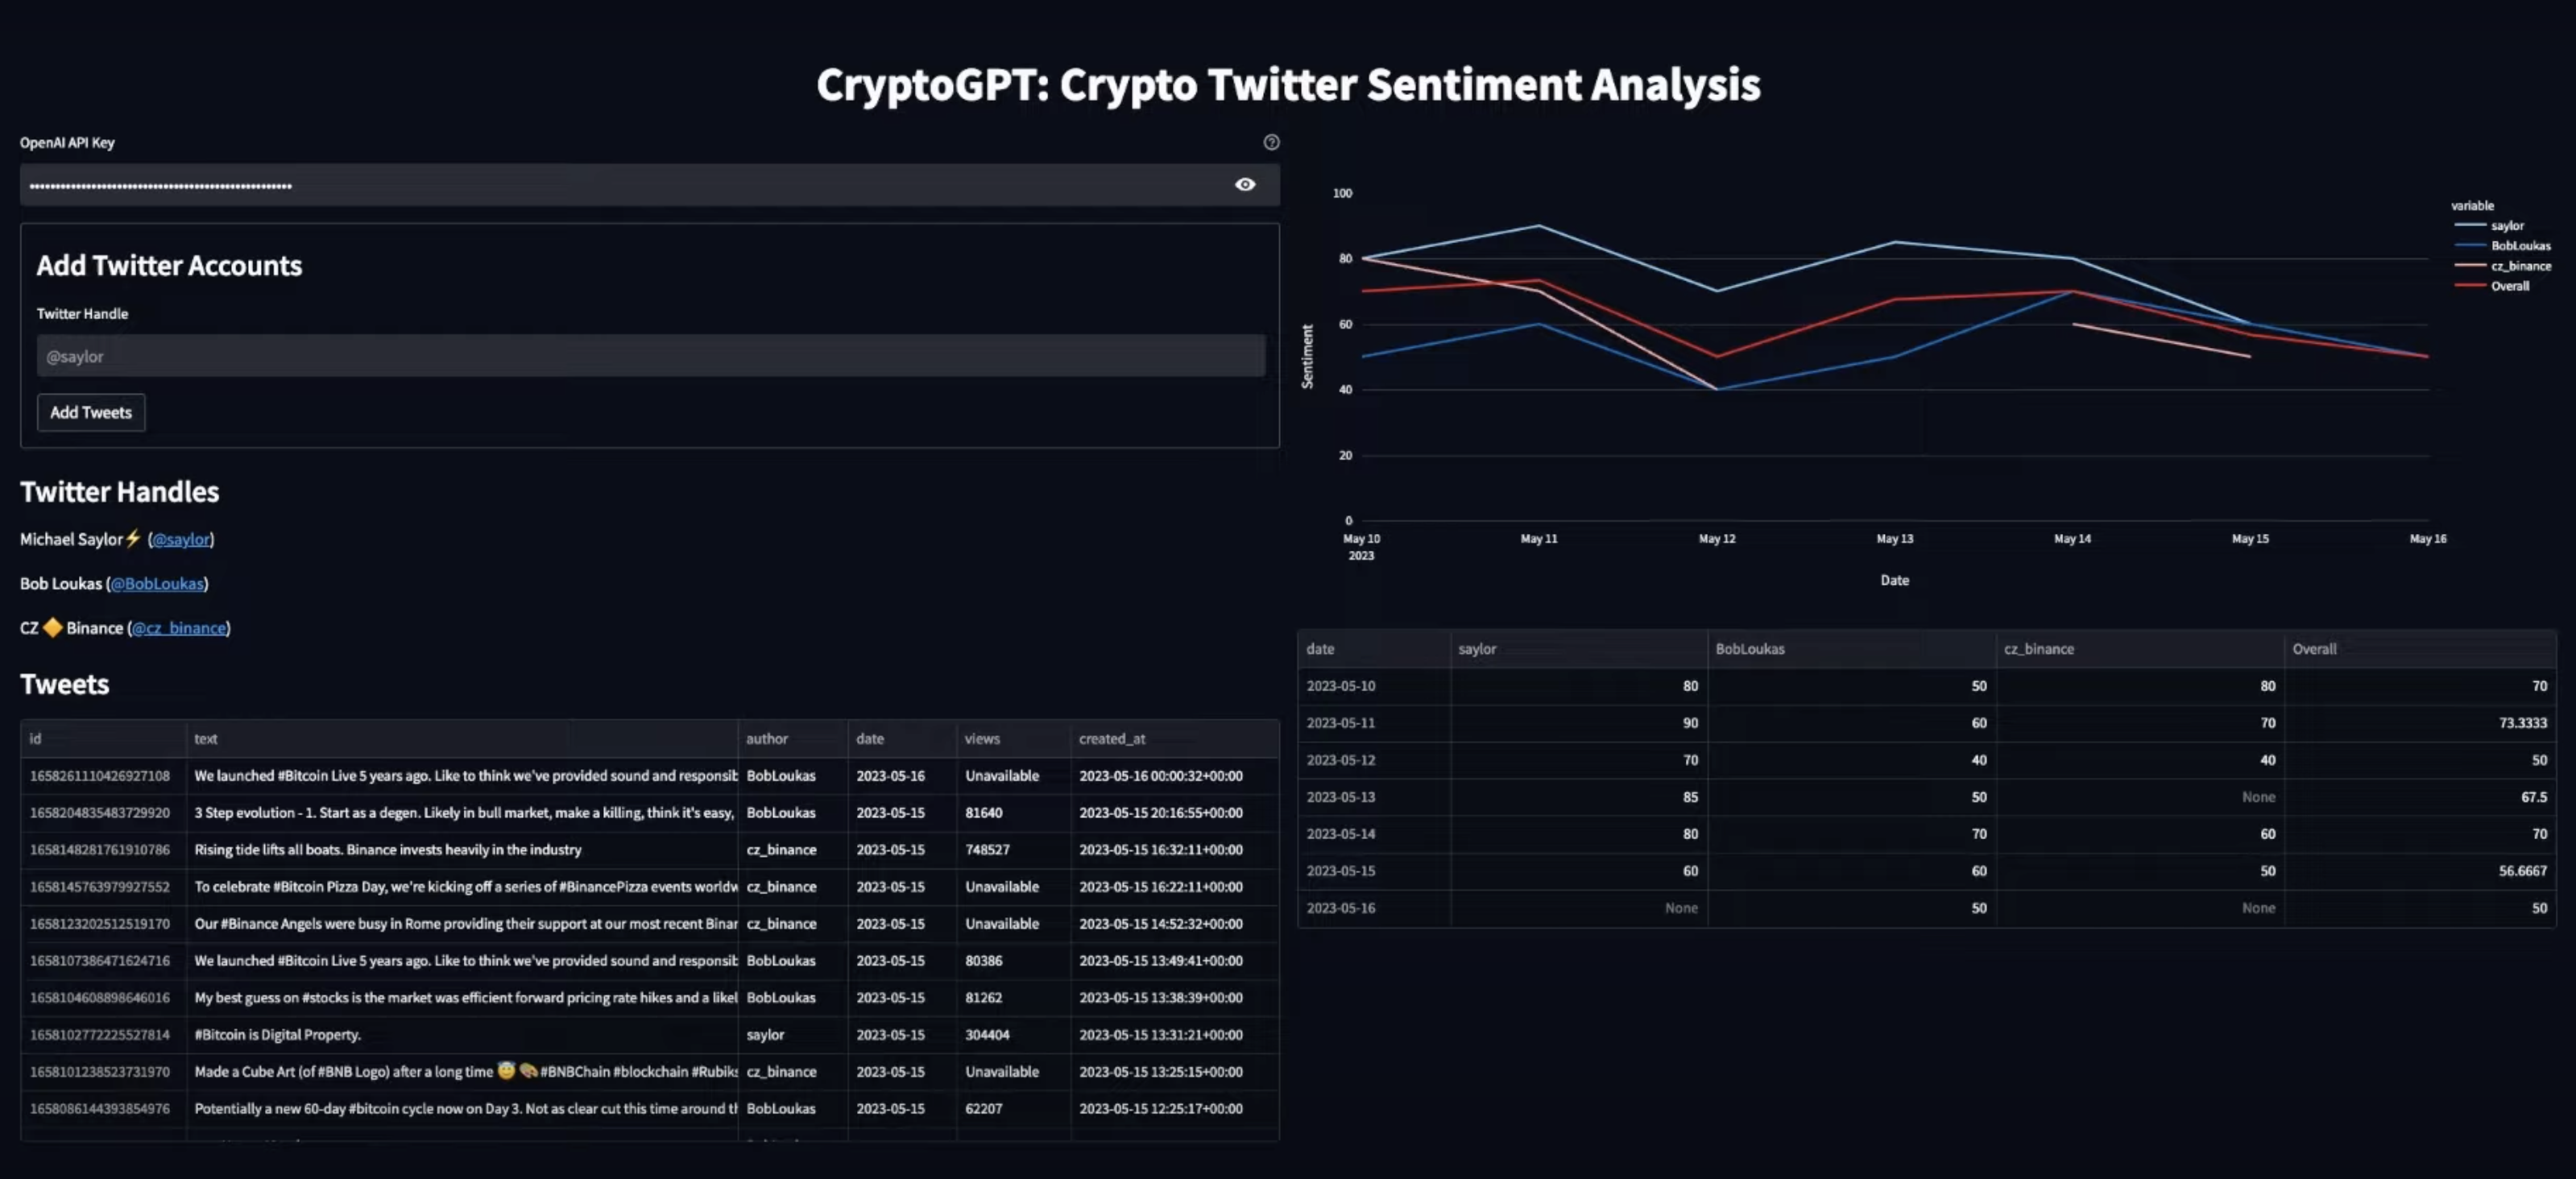 CryptoGPT: Crypto Twitter Sentiment Analysis
OpenAI API Key
Add Twitter Accounts
Twitter Handle
@saylor
Add Tweets
Twitter Handles
Michael Saylor⚡ (@saylor)
Bob Loukas (@BobLoukas)
CZ 🔶 Binance (@cz_binance)
Tweets
id text author date views created_at
1658261110426927108 We launched #Bitcoin Live 5 years ago. Like to think we've provided sound and responsib BobLoukas 2023-05-16 Unavailable 2023-05-16 00:00:32+00:00
1658204835483729920 3 Step evolution - 1. Start as a degen. Likely in bull market, make a killing, think it's easy, BobLoukas 2023-05-15 81640 2023-05-15 20:16:55+00:00
1658148281761910786 Rising tide lifts all boats. Binance invests heavily in the industry cz_binance 2023-05-15 748527 2023-05-15 16:32:11+00:00
1658145763979927552 To celebrate #Bitcoin Pizza Day, we're kicking off a series of #BinancePizza events worldw cz_binance 2023-05-15 Unavailable 2023-05-15 16:22:11+00:00
1658123202512519170 Our #Binance Angels were busy in Rome providing their support at our most recent Binan cz_binance 2023-05-15 Unavailable 2023-05-15 14:52:32+00:00
1658107386471624716 We launched #Bitcoin Live 5 years ago. Like to think we've provided sound and responsib BobLoukas 2023-05-15 80386 2023-05-15 13:49:41+00:00
1658104608898646016 My best guess on #stocks is the market was efficient forward pricing rate hikes and a likel BobLoukas 2023-05-15 81262 2023-05-15 13:38:39+00:00
1658102772225527814 #Bitcoin is Digital Property. saylor 2023-05-15 304404 2023-05-15 13:31:21+00:00
1658101238523731970 Made a Cube Art (of #BNB Logo) after a long time 😇 🎨 #BNBChain #blockchain #Rubiks cz_binance 2023-05-15 Unavailable 2023-05-15 13:25:15+00:00
1658086144393854976 Potentially a new 60-day #bitcoin cycle now on Day 3. Not as clear cut this time around th BobLoukas 2023-05-15 62207 2023-05-15 12:25:17+00:00
100
80
60
40
20
0
Sentiment
May 10 May 11 May 12 May 13 May 14 May 15 May 16
2023
Date
variable
saylor
BobLoukas
cz_binance
Overall
date saylor BobLoukas cz_binance Overall
2023-05-10 80 50 80 70
2023-05-11 90 60 70 73.3333
2023-05-12 70 40 40 50
2023-05-13 85 50 None 67.5
2023-05-14 80 70 60 70
2023-05-15 60 60 50 56.6667
2023-05-16 None 50 None 50